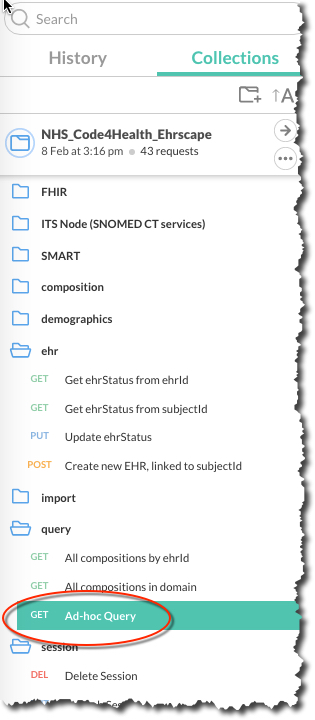 Search
History Collections
↑A
NHS_Code4Health_Ehrscape
8 Feb at 3:16 pm ● 43 requests
FHIR
ITS Node (SNOMED CT services)
SMART
composition
demographics
ehr
GET Get ehrStatus from ehrId
GET Get ehrStatus from subjectId
PUT Update ehrStatus
POST Create new EHR, linked to subjectId
import
query
GET All compositions by ehrId
GET All compositions in domain
GET Ad-hoc Query
session
DEL Delete Session